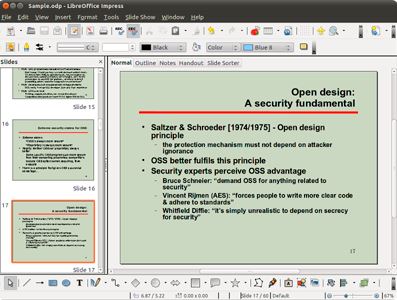 Sample.odp - LibreOffice Impress
File Edit View Insert Format Tools Slide Show Window Help
C Black Color Blue 8
Slides
Normal Outline Notes Handout Slide Sorter
Slide 15
16
Extreme security claims for OSS
Slide 16
17
Open design:
A security fundamental
Slide 17
Open design:
A security fundamental
• Saltzer & Schroeder [1974/1975] - Open design
principle
– the protection mechanism must not depend on attacker
ignorance
• OSS better fulfils this principle
• Security experts perceive OSS advantage
– Bruce Schneier: “demand OSS for anything related to
security”
– Vincent Rijmen (AES): “forces people to write more clear code
& adhere to standards”
– Whitfield Diffie: “it’s simply unrealistic to depend on secrecy
for security”
17
6.87 / 5.22 0.00 x 0.00 Slide 17 / 60 Default 67%